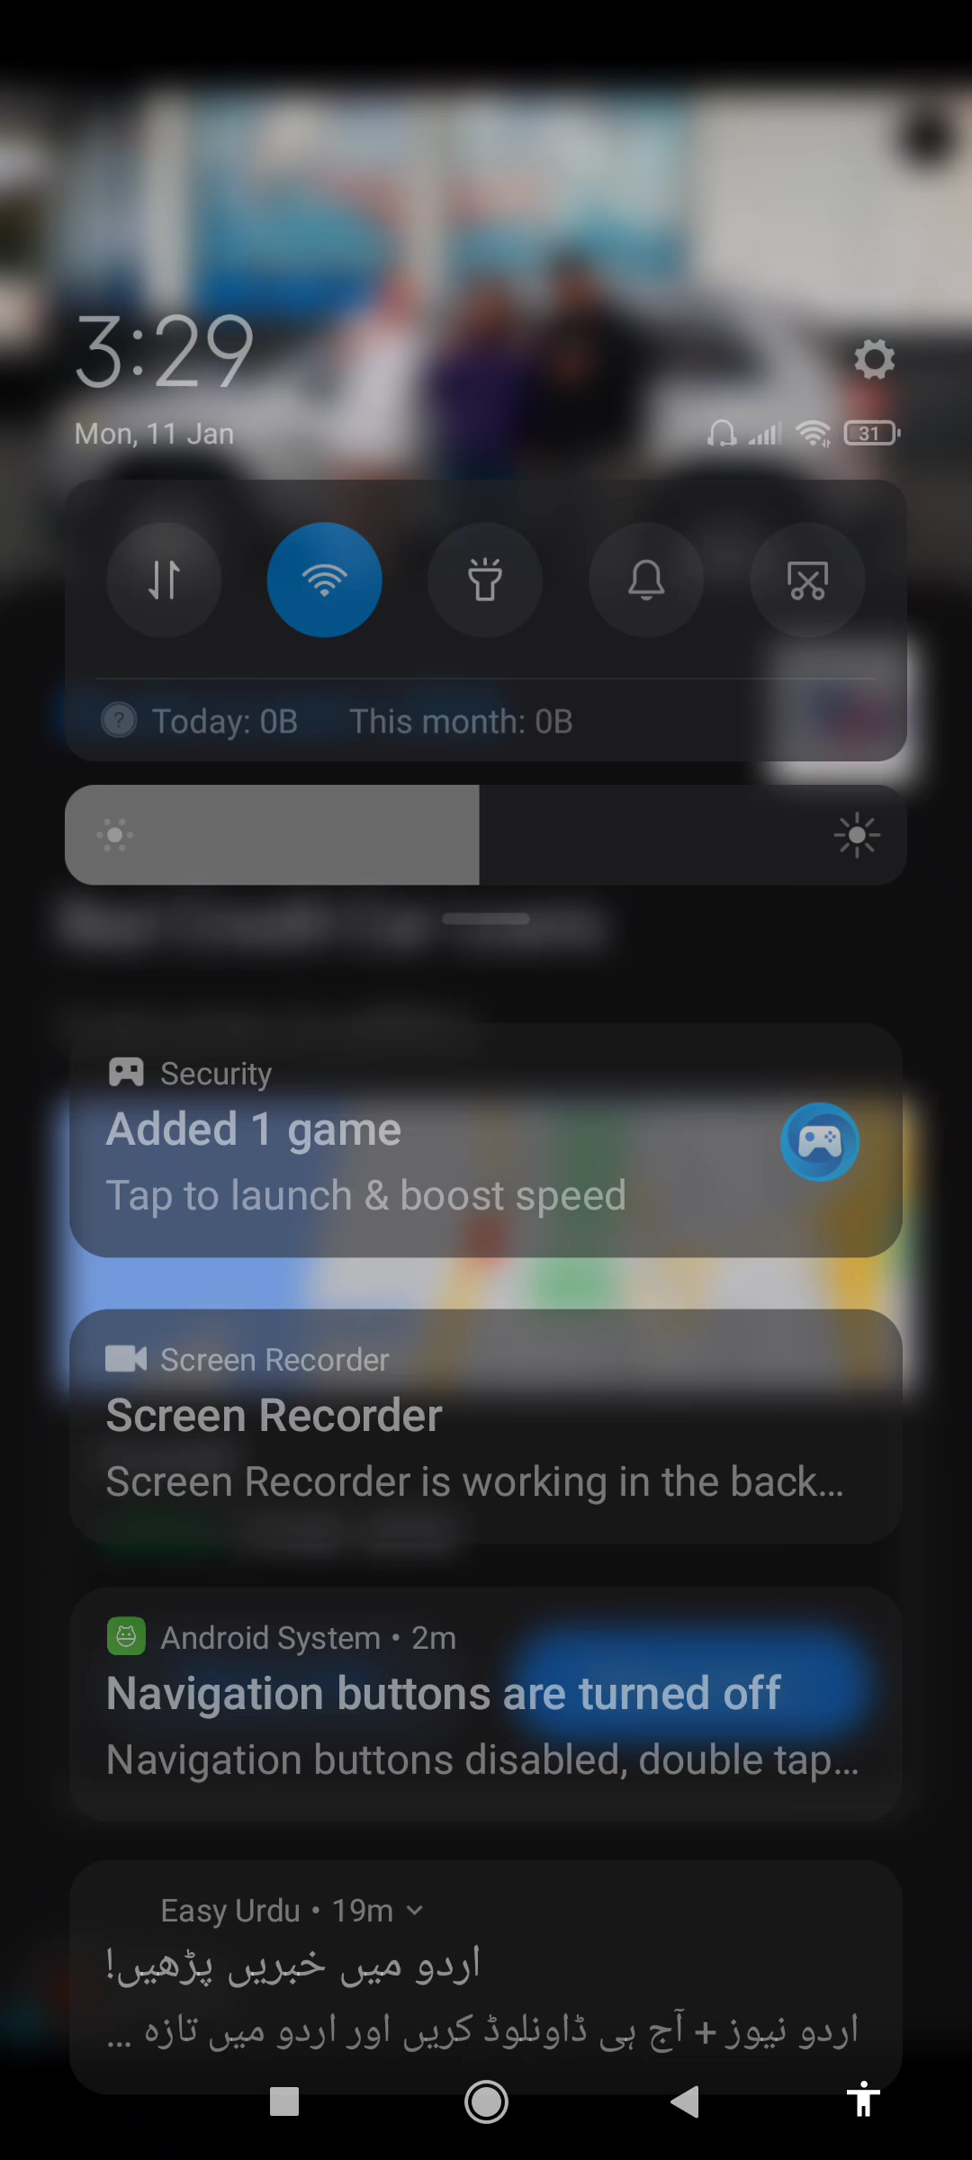 3:29
Mon, 11 Jan
31
Today: 0B This month: 0B
Security
Added 1 game
Tap to launch & boost speed
Screen Recorder
Screen Recorder
Screen Recorder is working in the back...
Android System • 2m
Navigation buttons are turned off
Navigation buttons disabled, double tap...
Easy Urdu • 19m
اردو میں خبریں پڑھیں!
اردو نیوز + آج ہی ڈاونلوڈ کریں اور اردو میں تازہ ...